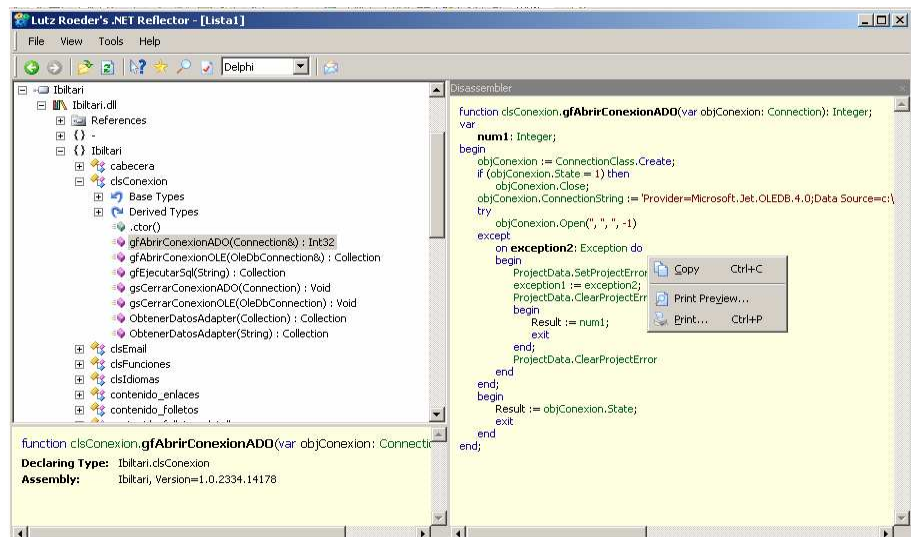 Lutz Roeder's .NET Reflector - [Lista1]
File View Tools Help
Delphi
Ibiltari
Ibiltari.dll
References
{} -
{} Ibiltari
cabecera
clsConexion
Base Types
Derived Types
.ctor()
gfAbrirConexionADO(Connection&) : Int32
gfAbrirConexionOLE(OleDbConnection&) : Collection
gfEjecutarSql(String) : Collection
gsCerrarConexionADO(Connection) : Void
gsCerrarConexionOLE(OleDbConnection) : Void
ObtenerDatosAdapter(Collection) : Collection
ObtenerDatosAdapter(String) : Collection
clsEmail
clsFunciones
clsIdiomas
contenido_enlaces
contenido_folletos
function clsConexion.gfAbrirConexionADO(var objConexion: Connecti
Declaring Type: Ibiltari.clsConexion
Assembly: Ibiltari, Version=1.0.2334.14178
Disassembler
function clsConexion.gfAbrirConexionADO(var objConexion: Connection): Integer;
var
num1: Integer;
begin
objConexion := ConnectionClass.Create;
if (objConexion.State = 1) then
objConexion.Close;
objConexion.ConnectionString := 'Provider=Microsoft.Jet.OLEDB.4.0;Data Source=c:\
try
objConexion.Open('', '', '', -1)
except
on exception2: Exception do
begin
ProjectData.SetProjectError
exception1 := exception2;
ProjectData.ClearProjectErr
begin
Result := num1;
exit
end;
ProjectData.ClearProjectError
end
end;
begin
Result := objConexion.State;
exit
end
end;
Copy Ctrl+C
Print Preview...
Print... Ctrl+P